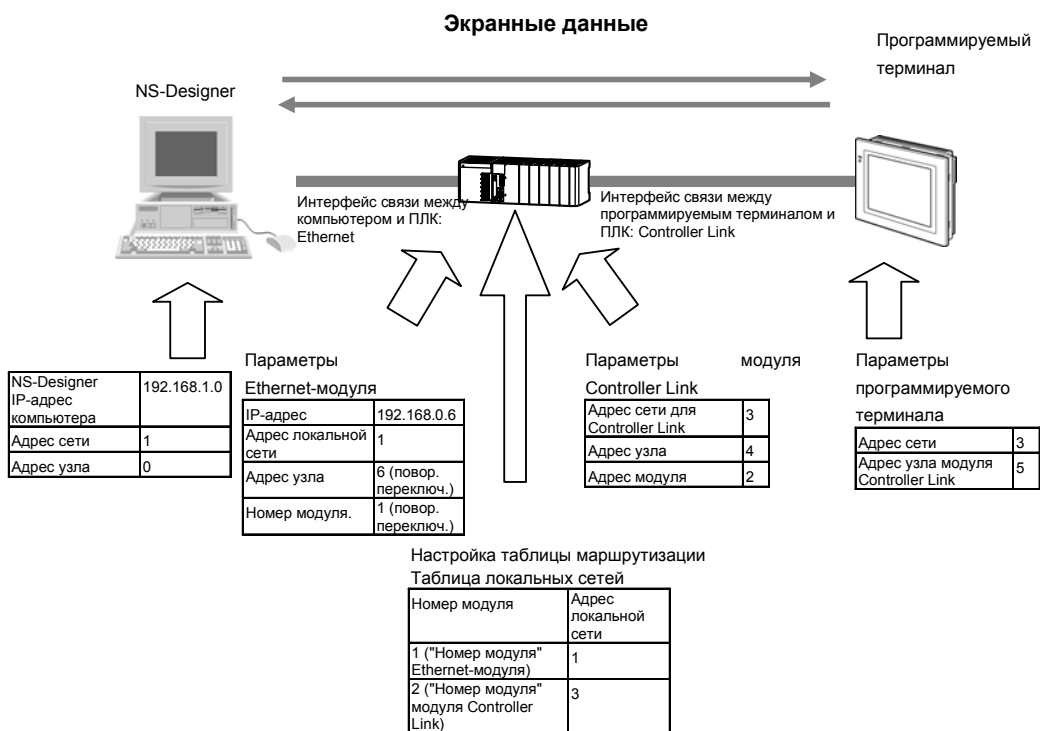 Экранные данные
Программируемый
терминал
NS-Designer
Интерфейс связи между
компьютером и ПЛК:
Ethernet
Интерфейс связи между
программируемым терминалом и
ПЛК: Controller Link
NS-Designer
IP-адрес
компьютера
192.168.1.0
Адрес сети
1
Адрес узла
0
Параметры
Ethernet-модуля
IP-адрес
192.168.0.6
Адрес локальной
сети
1
Адрес узла
6 (повор.
переключ.)
Номер модуля.
1 (повор.
переключ.)
Параметры модуля
Controller Link
Адрес сети для
Controller Link
3
Адрес узла
4
Адрес модуля
2
Параметры
программируемого
терминала
Адрес сети
3
Адрес узла модуля
Controller Link
5
Настройка таблицы маршрутизации
Таблица локальных сетей
Номер модуля
Адрес
локальной
сети
1 ("Номер модуля"
Ethernet-модуля)
1
2 ("Номер модуля"
модуля Controller
Link)
3